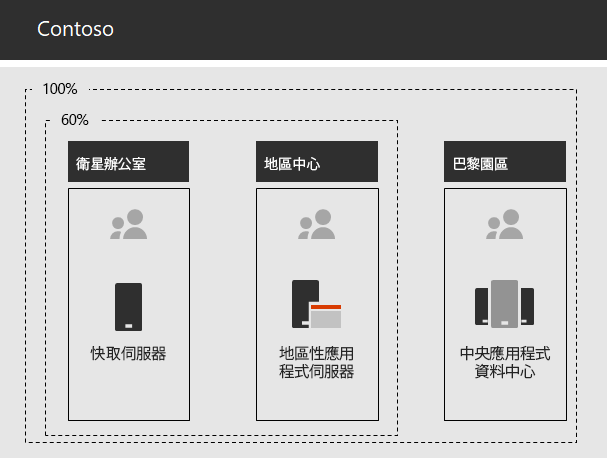 Contoso
100%
60%
衛星辦公室
地區中心
巴黎園區
快取伺服器
地區性應用
程式伺服器
中央應用程式
資料中心